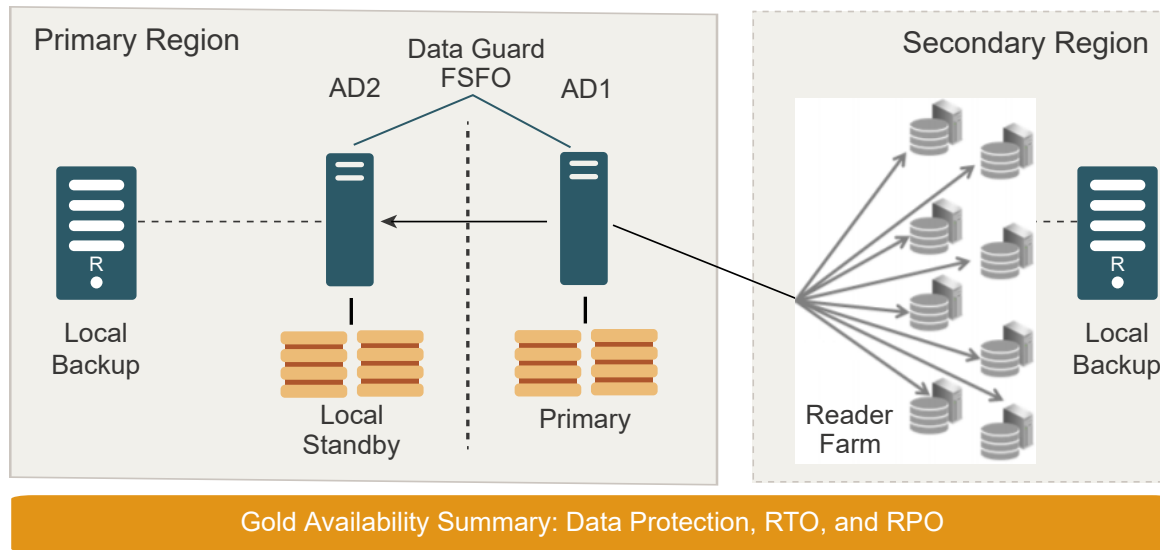 Primary Region
Data Guard
FSFO
AD2
AD1
R
Local
Backup
Local
Standby
Primary
Secondary Region
Reader
Farm
R
Local
Backup
Gold Availability Summary: Data Protection, RTO, and RPO